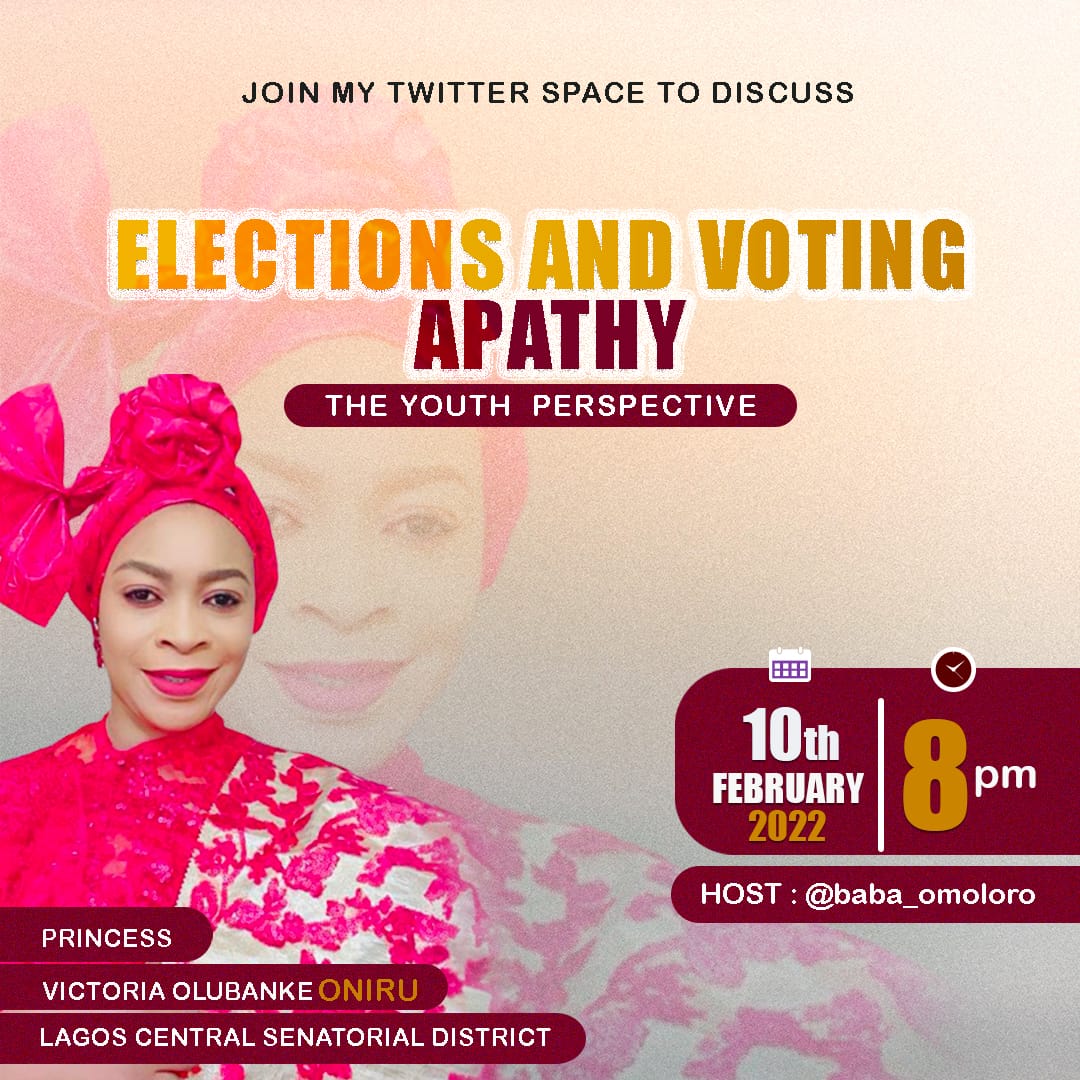 JOIN MY TWITTER SPACE TO DISCUSS
ELECTIONS AND VOTING
APATHY
THE YOUTH PERSPECTIVE
10th
FEBRUARY
2022
8pm
HOST : @baba_omoloro
PRINCESS
VICTORIA OLUBANKE ONIRU
LAGOS CENTRAL SENATORIAL DISTRICT